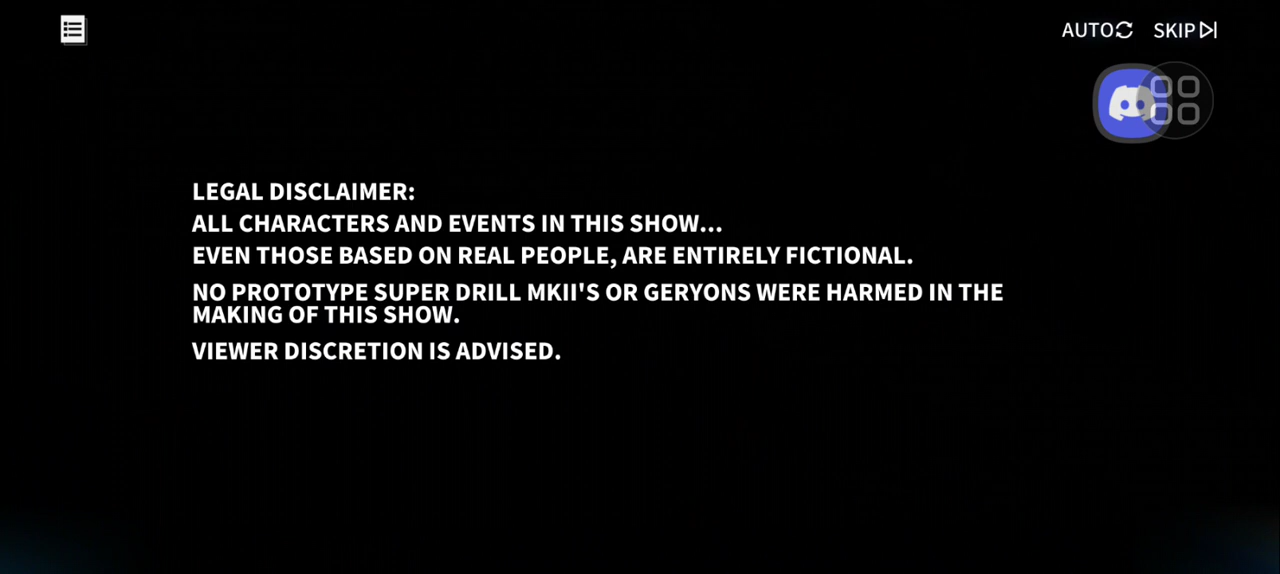 AUTO SKIP
LEGAL DISCLAIMER:
ALL CHARACTERS AND EVENTS IN THIS SHOW...
EVEN THOSE BASED ON REAL PEOPLE, ARE ENTIRELY FICTIONAL.
NO PROTOTYPE SUPER DRILL MKII'S OR GERYONS WERE HARMED IN THE
MAKING OF THIS SHOW.
VIEWER DISCRETION IS ADVISED.